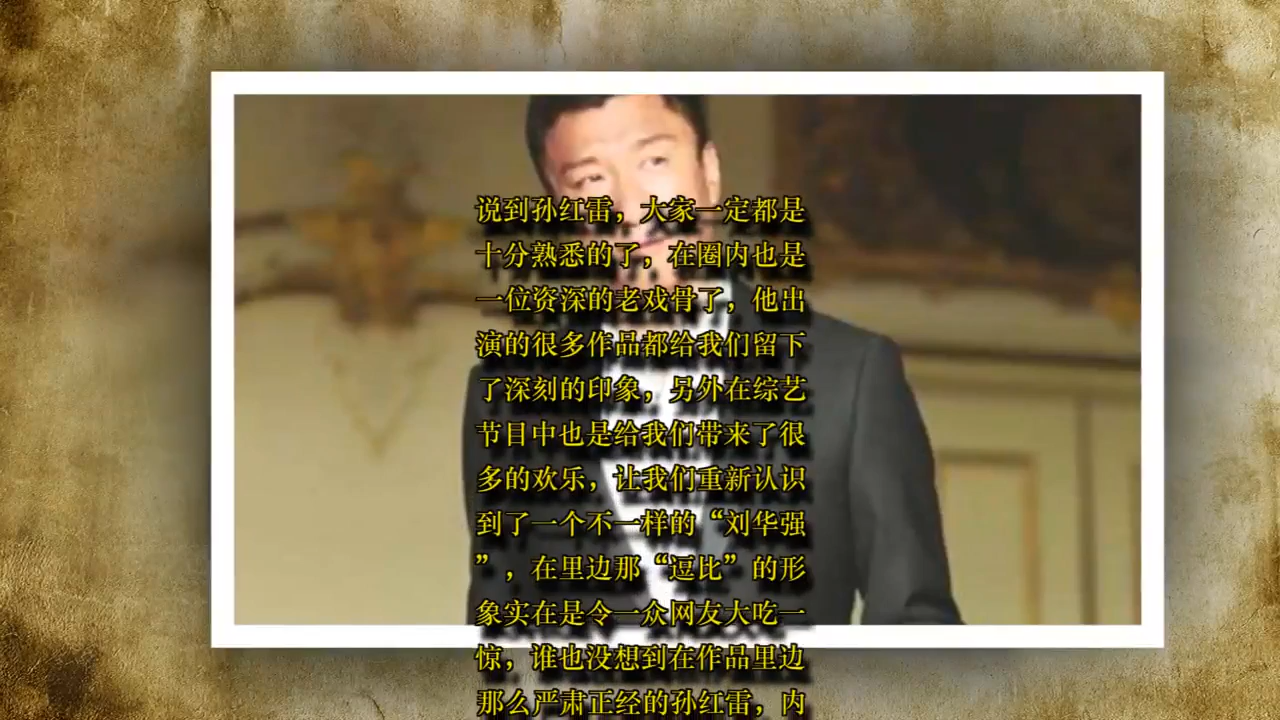 说到孙红雷，大家一定都是
十分熟悉的了，在圈内也是
一位资深的老戏骨了，他出
演的很多作品都给我们留下
了深刻的印象，另外在综艺
节目中也是给我们带来了很
多的欢乐，让我们重新认识
到了一个不一样的“刘华强
”，在里边那“逗比”的形
象实在是令一众网友大吃一
惊，谁也没想到在作品里边
那么严肃正经的孙红雷，内